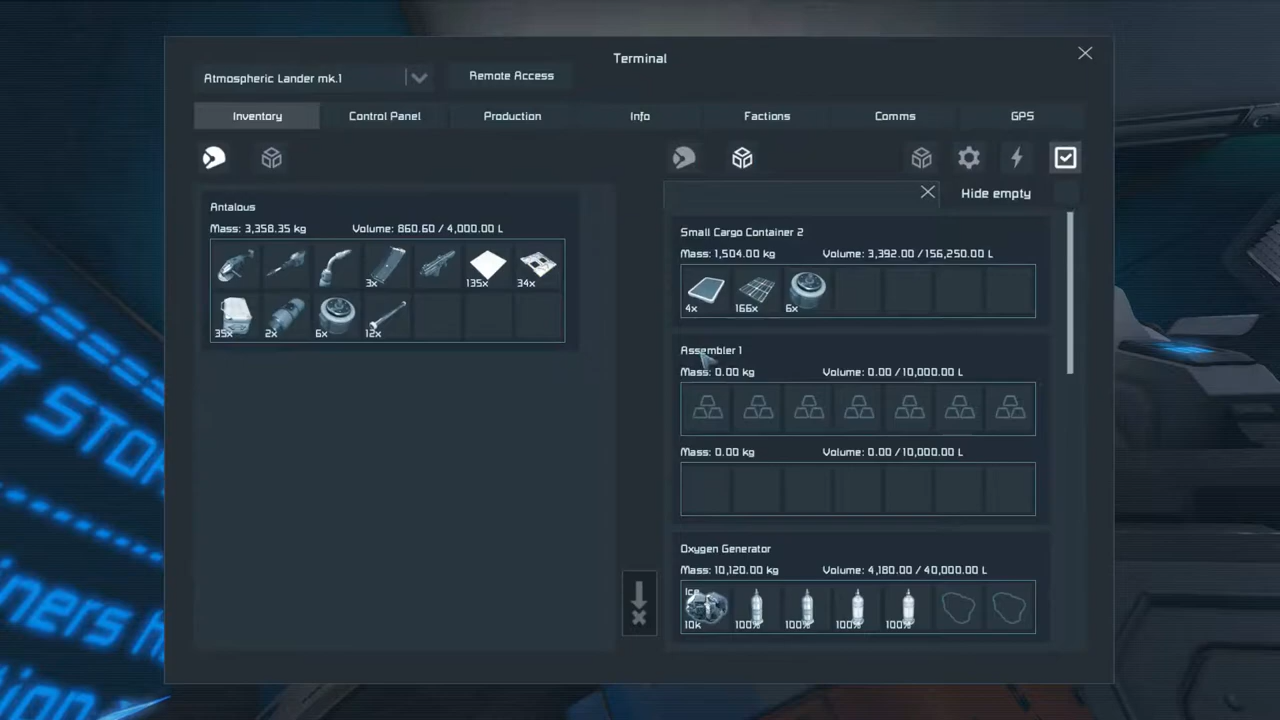 Terminal
Atmospheric Lander mk.1
Remote Access
Inventory
Control Panel
Production
Info
Factions
Comms
GPS
Hide empty
Antalous
Mass: 3,358.35 kg
Volume: 860.60 / 4,000.00 L
3x
135x
34x
35x
2x
6x
12x
Small Cargo Container 2
Mass: 1,504.00 kg
Volume: 3,392.00 / 156,250.00 L
4x
166x
6x
Assembler 1
Mass: 0.00 kg
Volume: 0.00 / 10,000.00 L
Mass: 0.00 kg
Volume: 0.00 / 10,000.00 L
Oxygen Generator
Mass: 10,120.00 kg
Volume: 4,180.00 / 40,000.00 L
Ice
10k
100%
100%
100%
100%